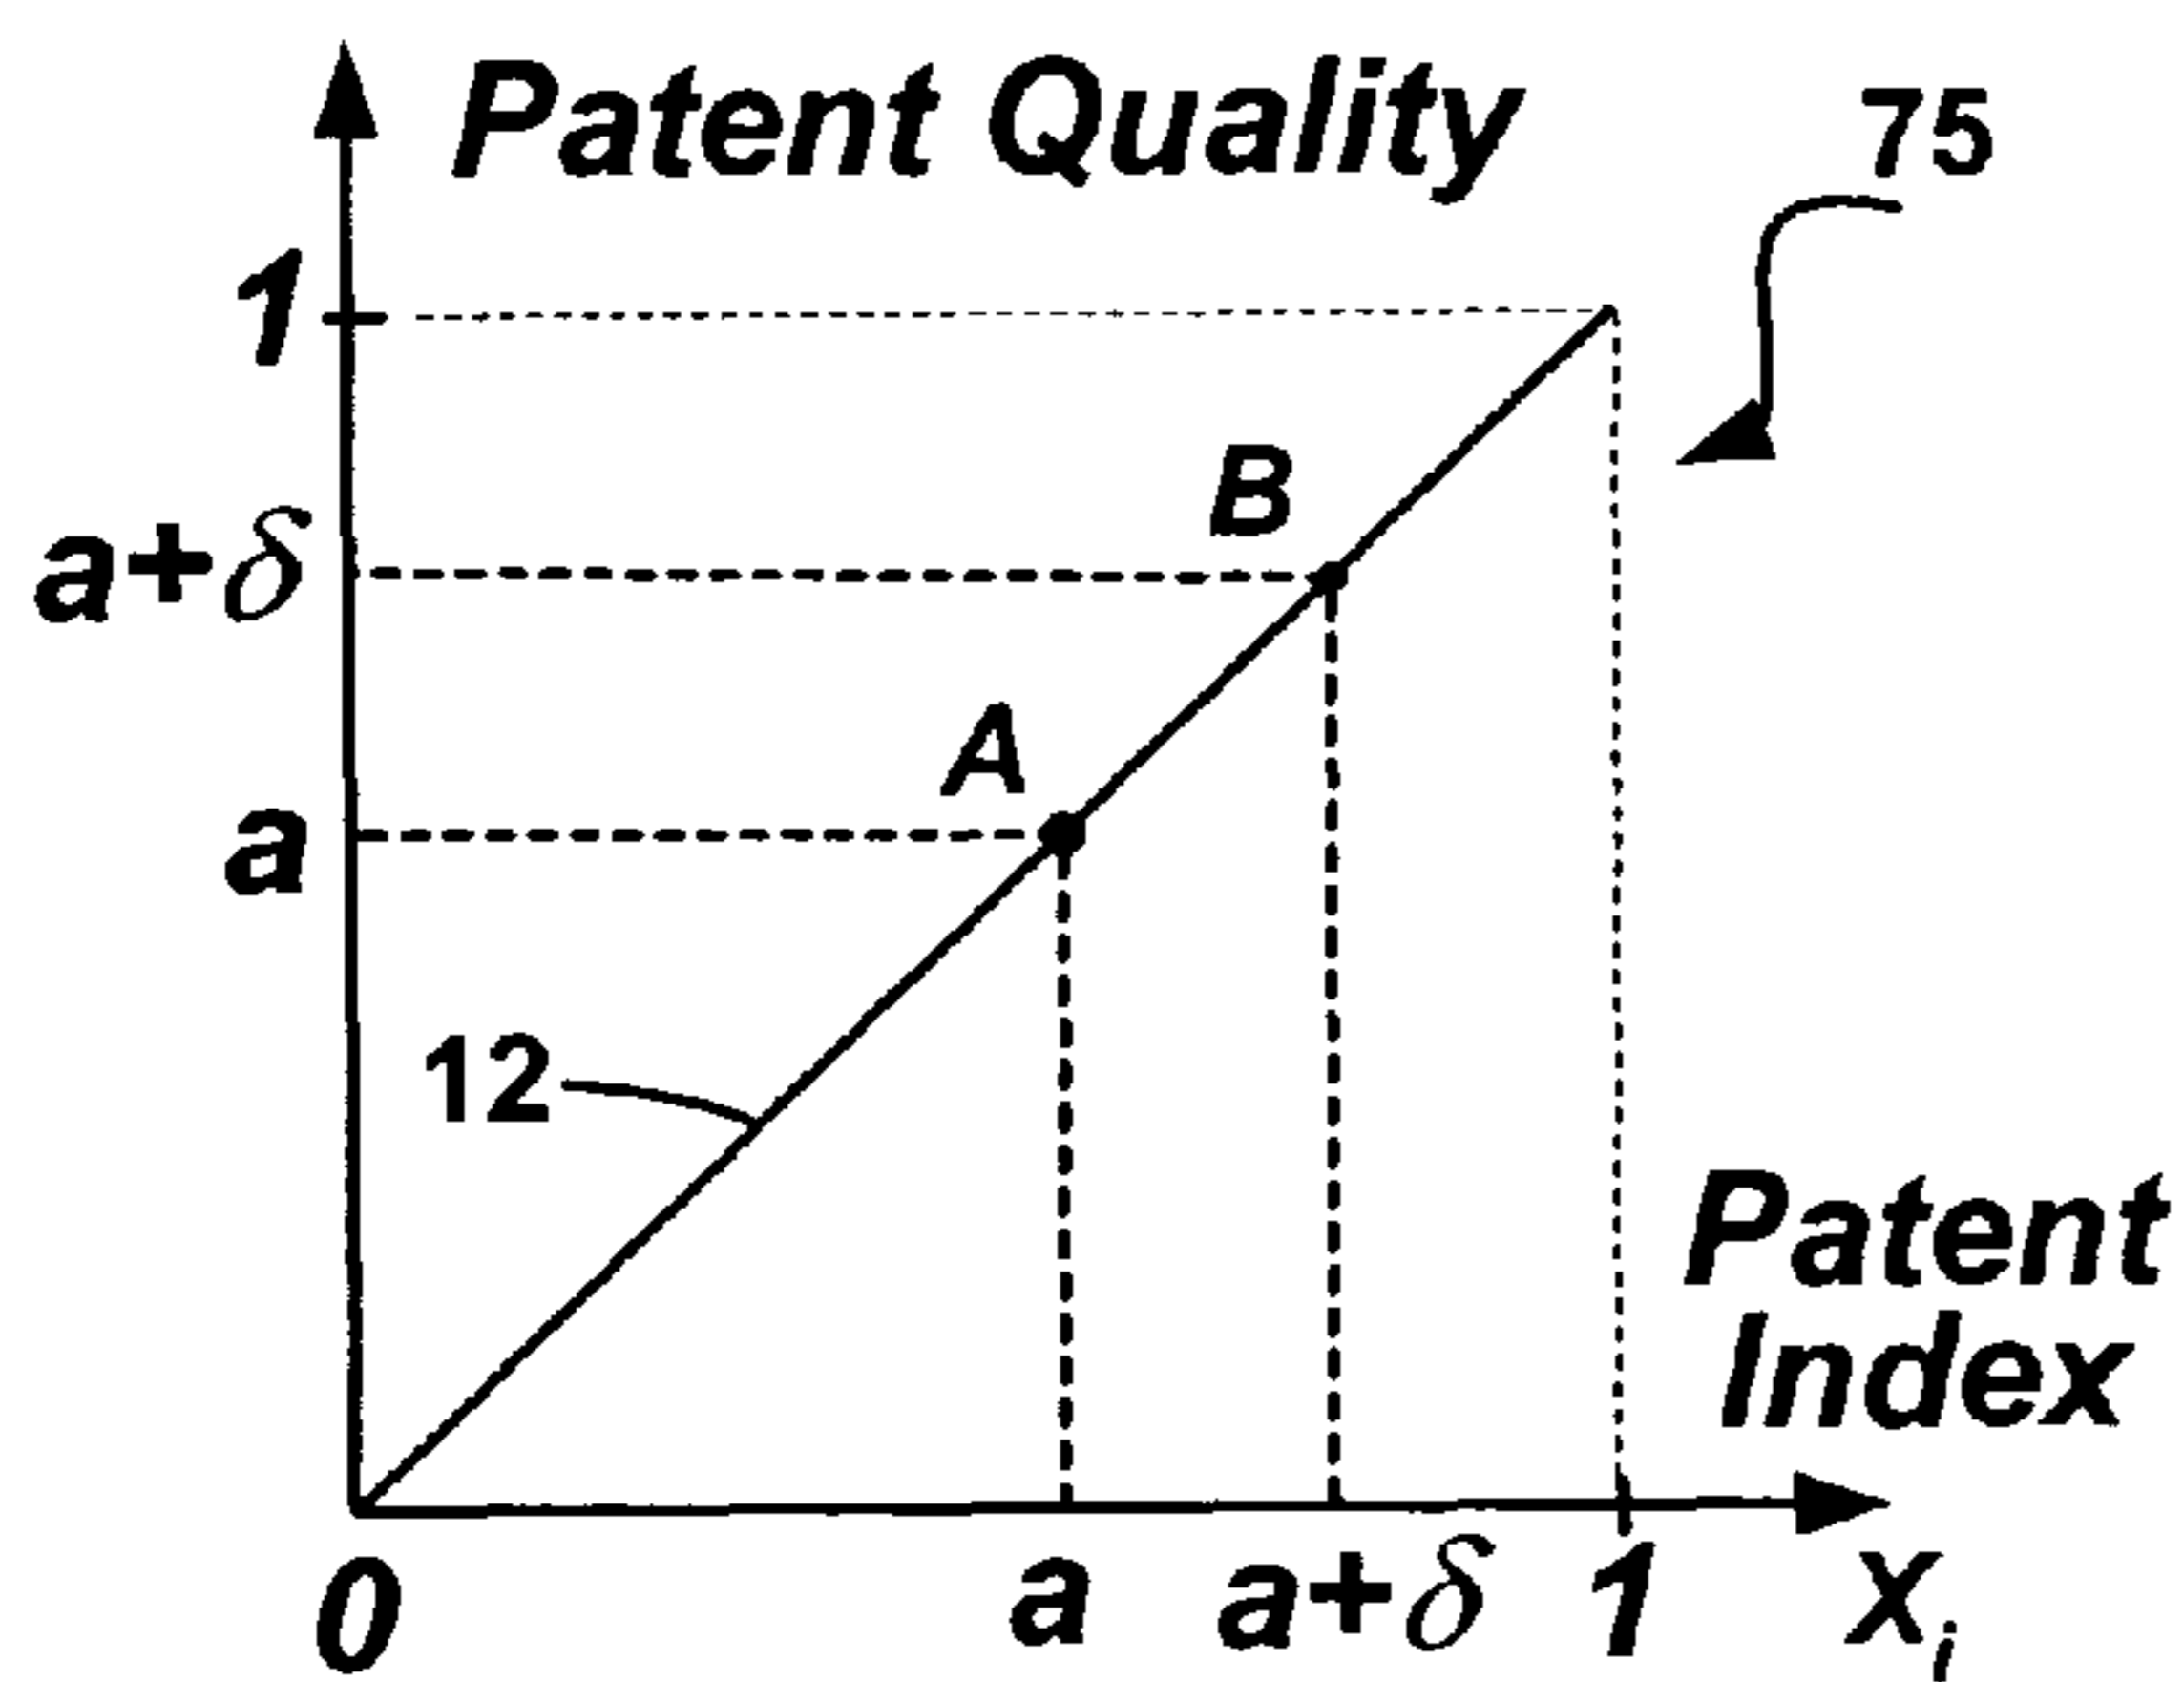 Patent Quality
75
1
a+δ
B
A
a
12
Patent
Index
0
a
a+δ
1
xᵢ